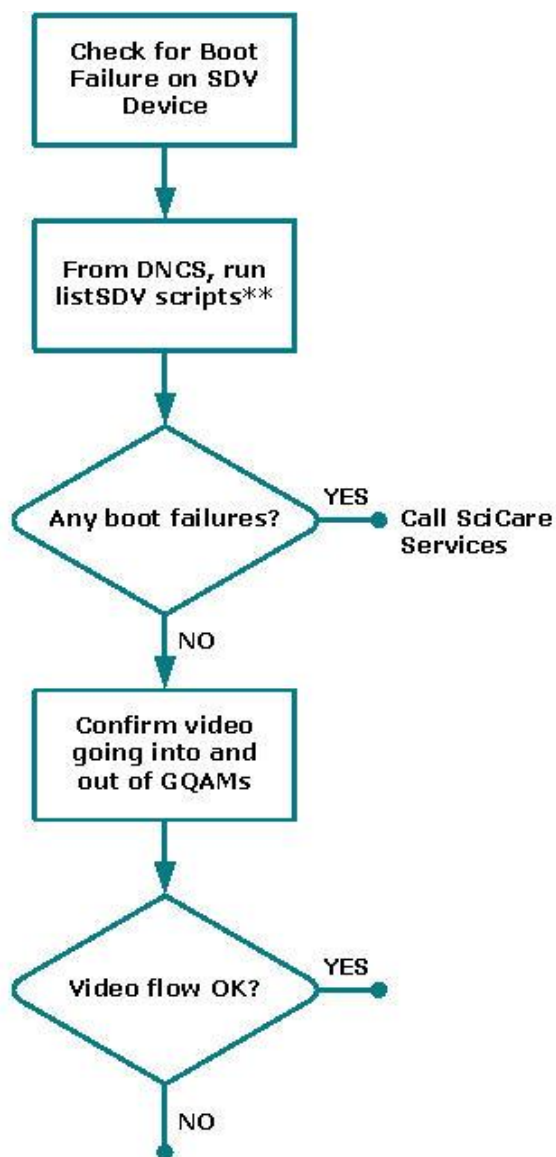 Check for Boot
Failure on SDV
Device
From DNCS, run
listSDV scripts**
Any boot failures?
YES
Call SciCare
Services
NO
Confirm video
going into and
out of GQAMs
Video flow OK?
YES
NO